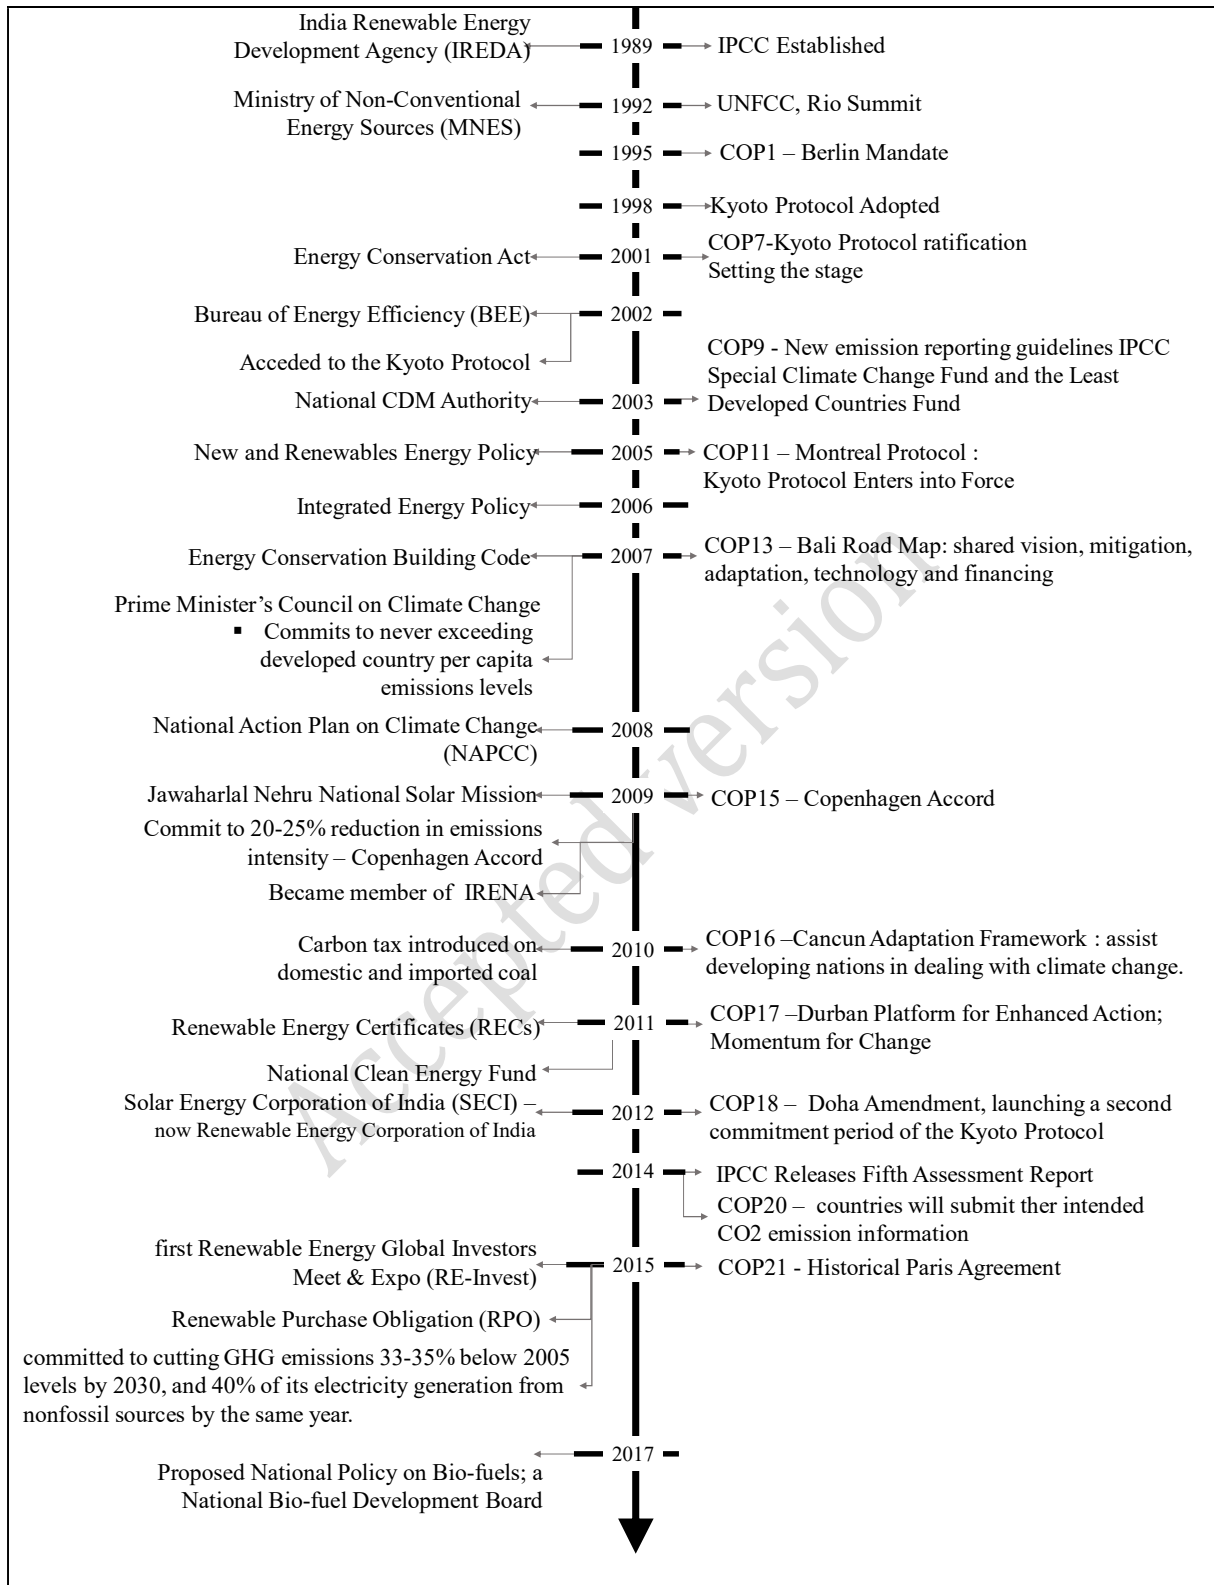 India Renewable Energy
Development Agency (IREDA)
1989
IPCC Established
Ministry of Non-Conventional
Energy Sources (MNES)
1992
UNFCC, Rio Summit
1995
COP1 – Berlin Mandate
1998
Kyoto Protocol Adopted
Energy Conservation Act
2001
COP7-Kyoto Protocol ratification
Setting the stage
Bureau of Energy Efficiency (BEE)
2002
Acceded to the Kyoto Protocol
National CDM Authority
2003
COP9 - New emission reporting guidelines IPCC
Special Climate Change Fund and the Least
Developed Countries Fund
New and Renewables Energy Policy
2005
COP11 – Montreal Protocol :
Kyoto Protocol Enters into Force
Integrated Energy Policy
2006
Energy Conservation Building Code
2007
COP13 – Bali Road Map: shared vision, mitigation,
adaptation, technology and financing
Prime Minister's Council on Climate Change
▪ Commits to never exceeding
developed country per capita
emissions levels
National Action Plan on Climate Change
(NAPCC)
2008
Jawaharlal Nehru National Solar Mission
2009
COP15 – Copenhagen Accord
Commit to 20-25% reduction in emissions
intensity – Copenhagen Accord
Became member of IRENA
Carbon tax introduced on
domestic and imported coal
2010
COP16 –Cancun Adaptation Framework : assist
developing nations in dealing with climate change.
Renewable Energy Certificates (RECs)
2011
COP17 –Durban Platform for Enhanced Action;
Momentum for Change
National Clean Energy Fund
Solar Energy Corporation of India (SECI) –
now Renewable Energy Corporation of India
2012
COP18 – Doha Amendment, launching a second
commitment period of the Kyoto Protocol
2014
IPCC Releases Fifth Assessment Report
COP20 – countries will submit ther intended
CO2 emission information
first Renewable Energy Global Investors
Meet & Expo (RE-Invest)
2015
COP21 - Historical Paris Agreement
Renewable Purchase Obligation (RPO)
committed to cutting GHG emissions 33-35% below 2005
levels by 2030, and 40% of its electricity generation from
nonfossil sources by the same year.
2017
Proposed National Policy on Bio-fuels; a
National Bio-fuel Development Board
Accepted version